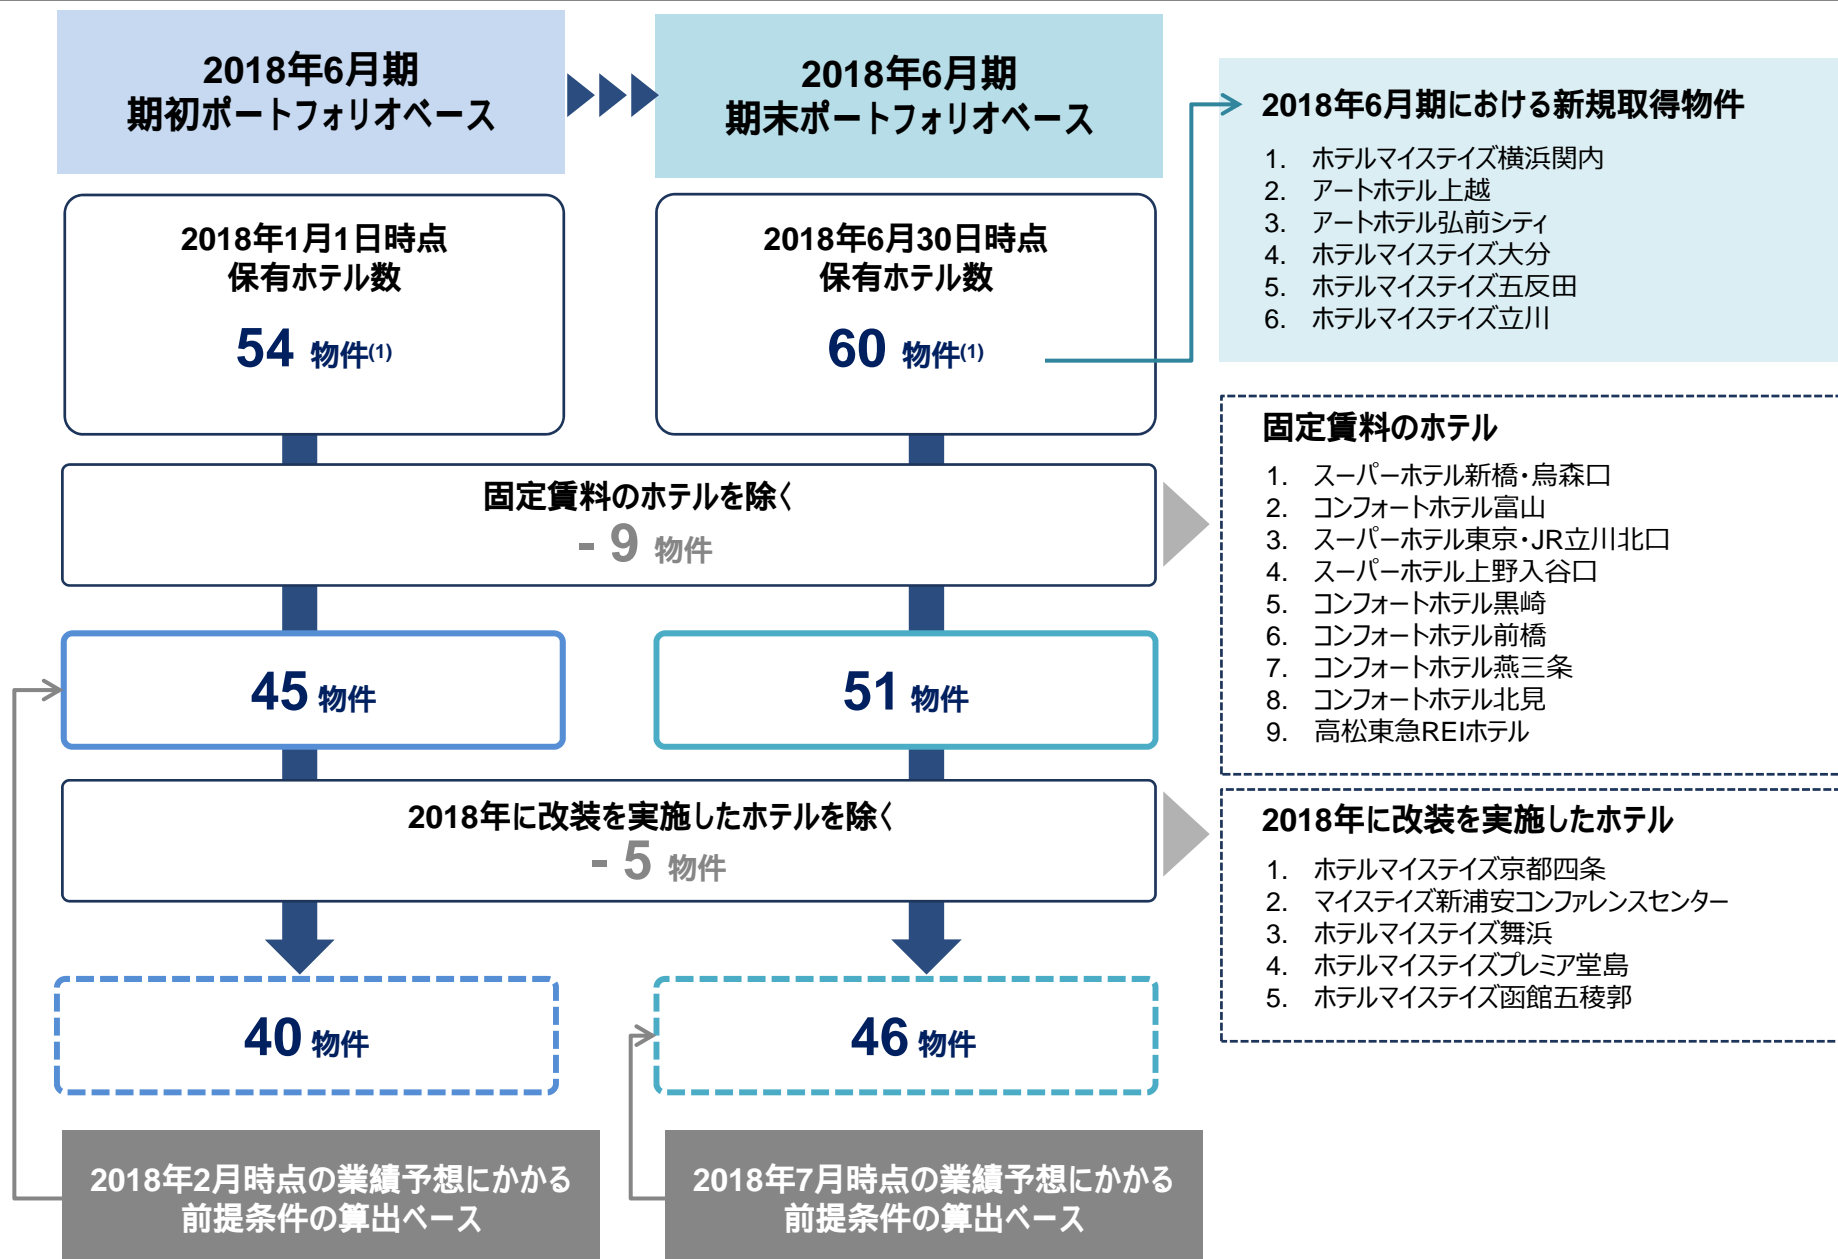 2018年6月期
期初ポートフォリオベース
2018年6月期
期末ポートフォリオベース
2018年1月1日時点
保有ホテル数
54 物件(1)
2018年6月30日時点
保有ホテル数
60 物件(1)
2018年6月期における新規取得物件
1. ホテルマイステイズ横浜関内
2. アートホテル上越
3. アートホテル弘前シティ
4. ホテルマイステイズ大分
5. ホテルマイステイズ五反田
6. ホテルマイステイズ立川
固定賃料のホテルを除く
- 9 物件
固定賃料のホテル
1. スーパーホテル新橋・烏森口
2. コンフォートホテル富山
3. スーパーホテル東京・JR立川北口
4. スーパーホテル上野入谷口
5. コンフォートホテル黒崎
6. コンフォートホテル前橋
7. コンフォートホテル燕三条
8. コンフォートホテル北見
9. 高松東急REIホテル
45 物件
51 物件
2018年に改装を実施したホテルを除く
- 5 物件
2018年に改装を実施したホテル
1. ホテルマイステイズ京都四条
2. マイステイズ新浦安コンファレンスセンター
3. ホテルマイステイズ舞浜
4. ホテルマイステイズプレミア堂島
5. ホテルマイステイズ函館五稜郭
40 物件
46 物件
2018年2月時点の業績予想にかかる
前提条件の算出ベース
2018年7月時点の業績予想にかかる
前提条件の算出ベース